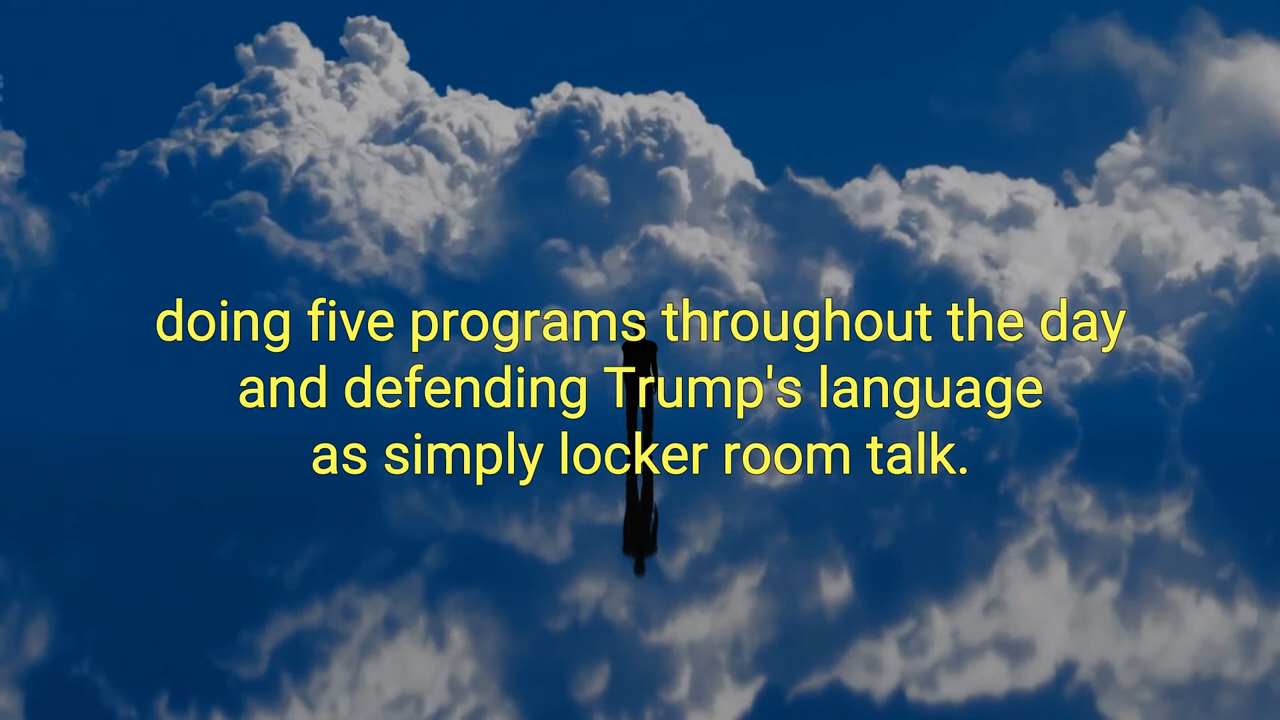 doing five programs throughout the day
and defending Trump's language
as simply locker room talk.